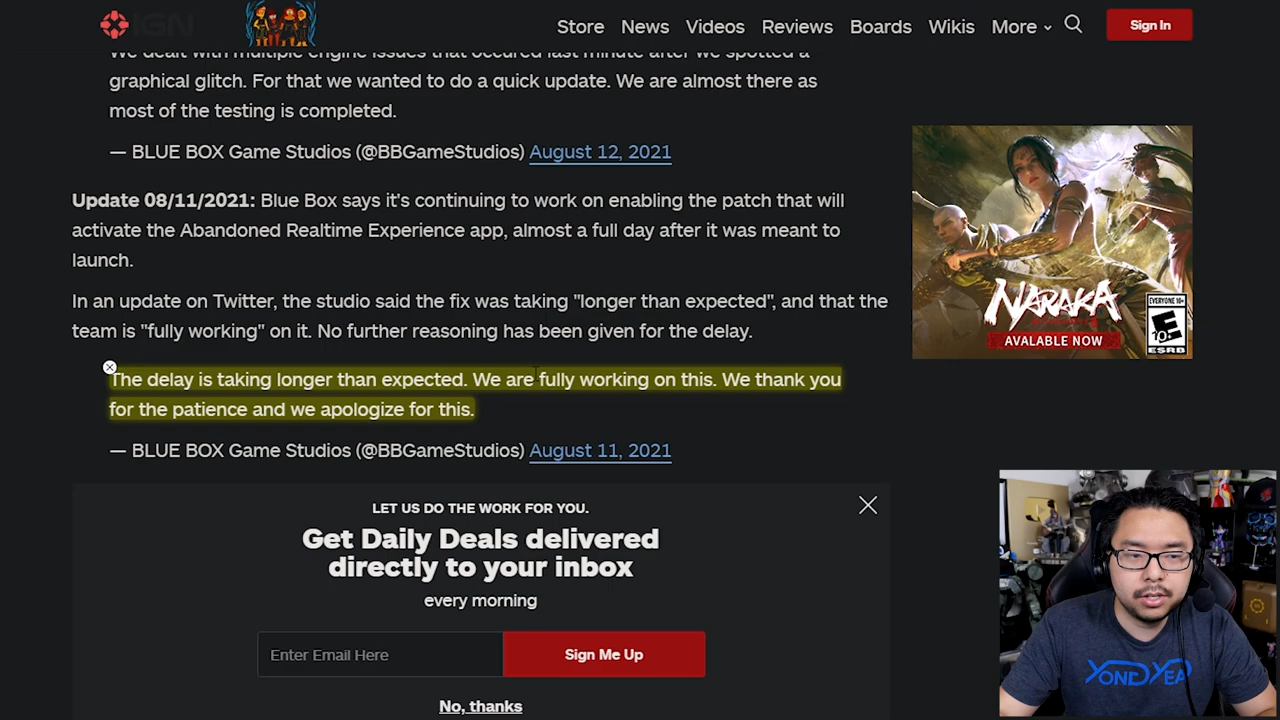 IGN
Store News Videos Reviews Boards Wikis More
Sign In
We dealt with multiple engine issues that occured last minute after we spotted a
graphical glitch. For that we wanted to do a quick update. We are almost there as
most of the testing is completed.
— BLUE BOX Game Studios (@BBGameStudios) August 12, 2021
Update 08/11/2021: Blue Box says it's continuing to work on enabling the patch that will
activate the Abandoned Realtime Experience app, almost a full day after it was meant to
launch.
In an update on Twitter, the studio said the fix was taking "longer than expected", and that the
team is "fully working" on it. No further reasoning has been given for the delay.
The delay is taking longer than expected. We are fully working on this. We thank you
for the patience and we apologize for this.
— BLUE BOX Game Studios (@BBGameStudios) August 11, 2021
LET US DO THE WORK FOR YOU.
Get Daily Deals delivered
directly to your inbox
every morning
Enter Email Here
Sign Me Up
No, thanks
NARAKA
AVALABLE NOW
EVERYONE 10+
E
10+
ESRB
YONGYEA